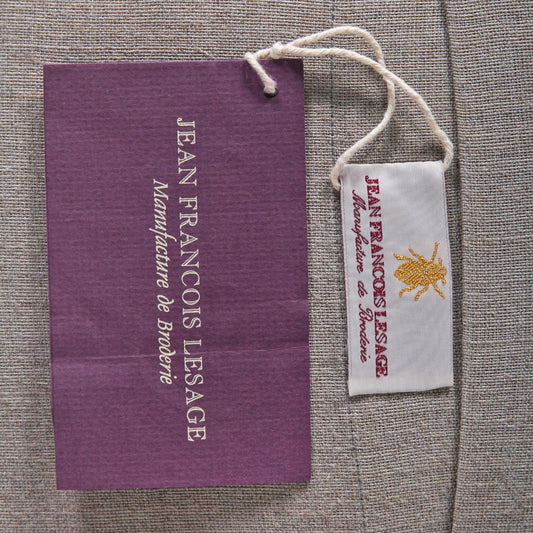 JEAN FRANCOIS LESAGE
Manufacture de Broderie
JEAN FRANCOIS LESAGE
Manufacture de Broderie